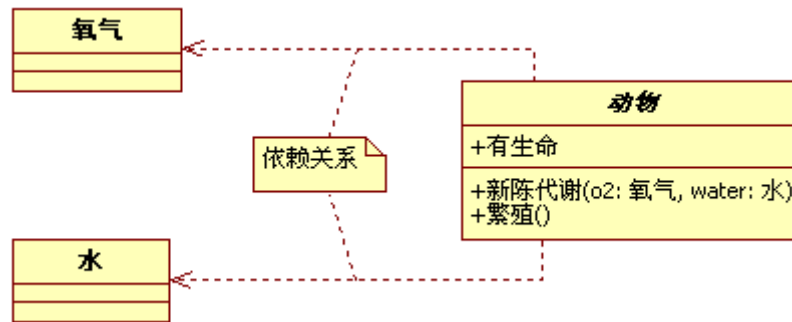 氧气
动物
+有生命
依赖关系
+新陈代谢(o2: 氧气, water: 水)
+繁殖()
水